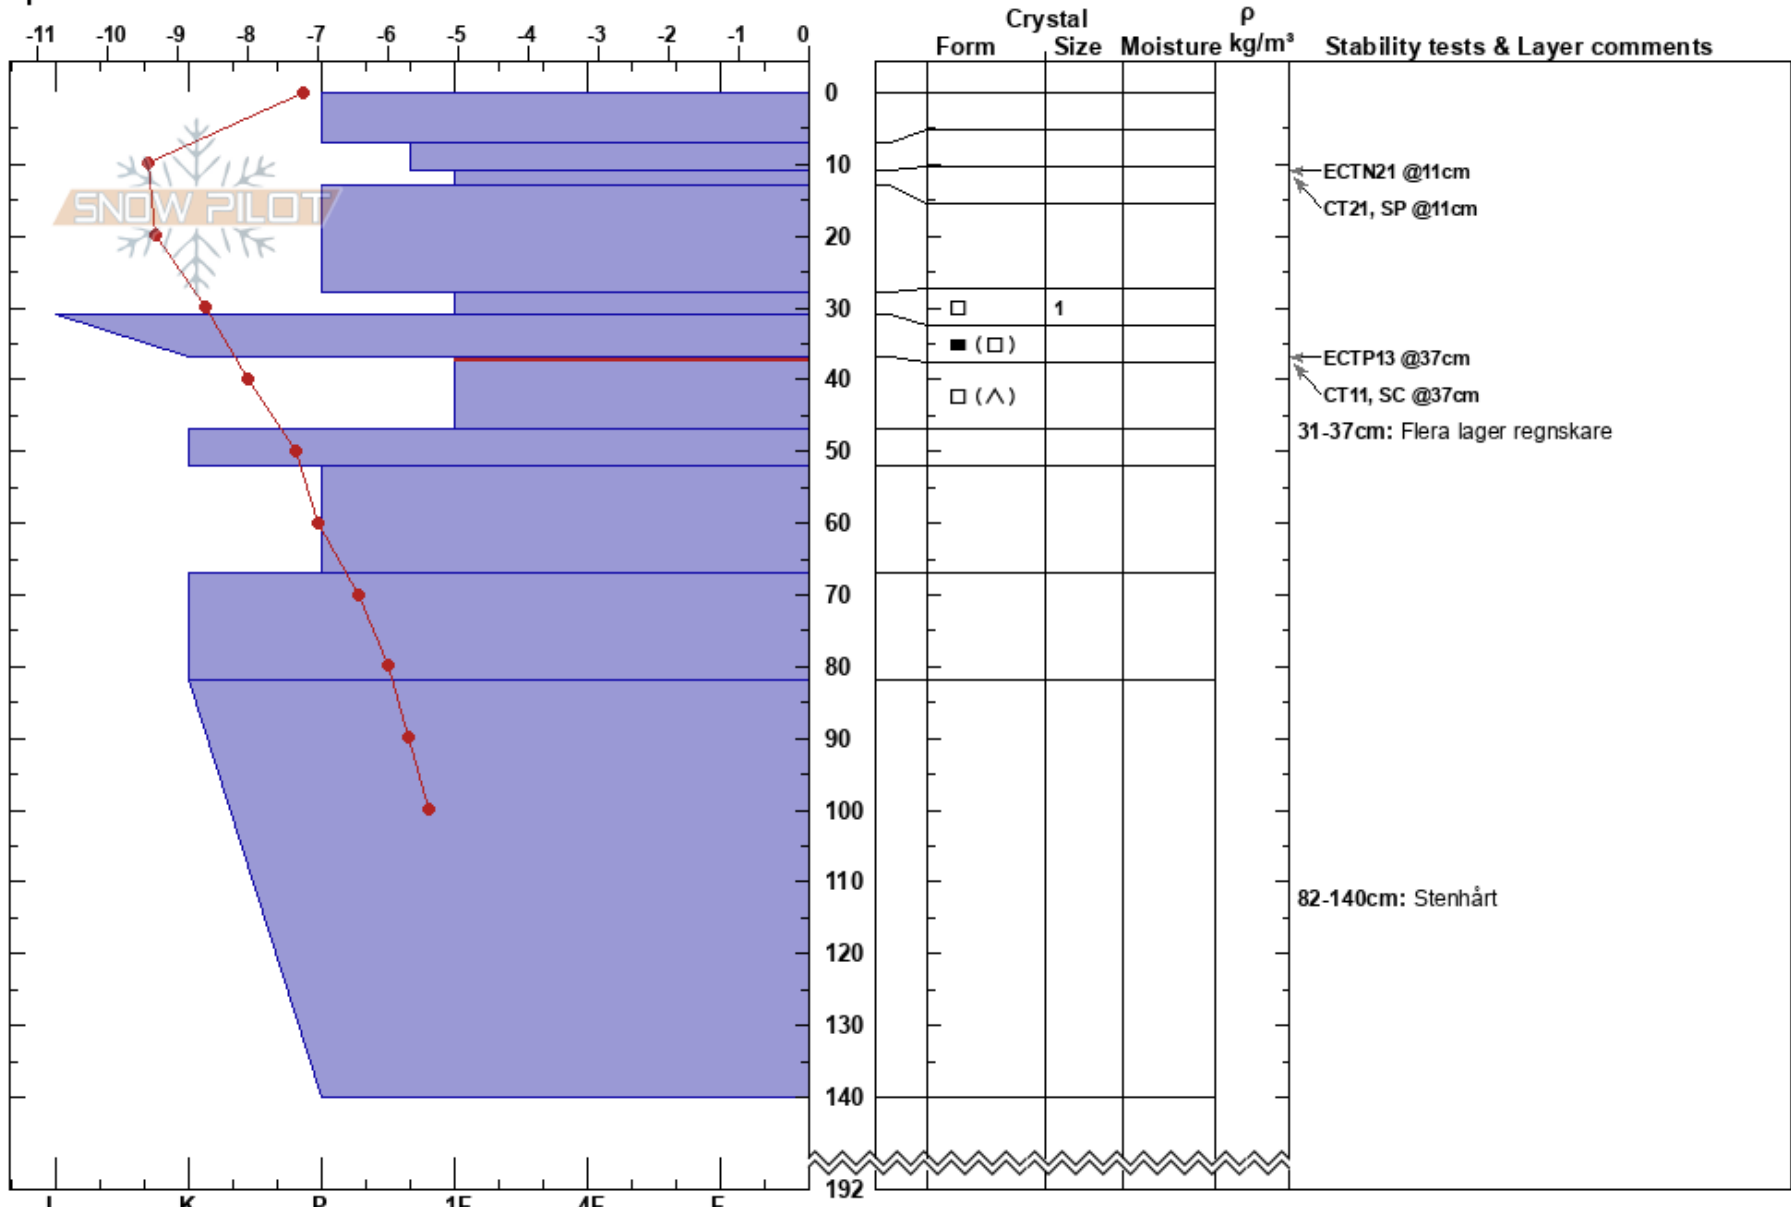 Crystal ρ
-11 -10 -9 -8 -7 -6 -5 -4 -3 -2 -1 0 Form Size Moisture kg/m³ Stability tests & Layer comments
0
10
ECTN21 @11cm
SNOW PILOT
CT21, SP @11cm
20
30 1
( )
ECTP13 @37cm
40
(∧) CT11, SC @37cm
31-37cm: Flera lager regnskare
50
60
70
80
90
100
110
82-140cm: Stenhårt
120
130
140
192
I K P 1F 4F F